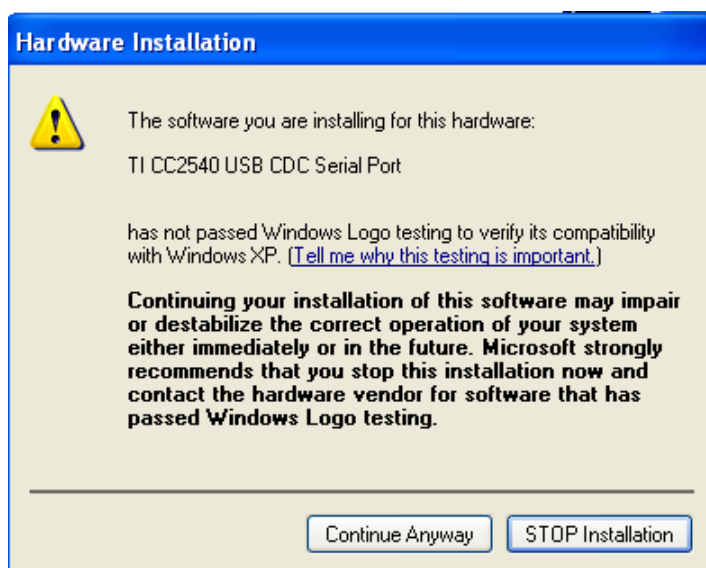 Hardware Installation
The software you are installing for this hardware:
TI CC2540 USB CDC Serial Port
has not passed Windows Logo testing to verify its compatibility
with Windows XP. (Tell me why this testing is important.)
Continuing your installation of this software may impair
or destabilize the correct operation of your system
either immediately or in the future. Microsoft strongly
recommends that you stop this installation now and
contact the hardware vendor for software that has
passed Windows Logo testing.
Continue Anyway
STOP Installation